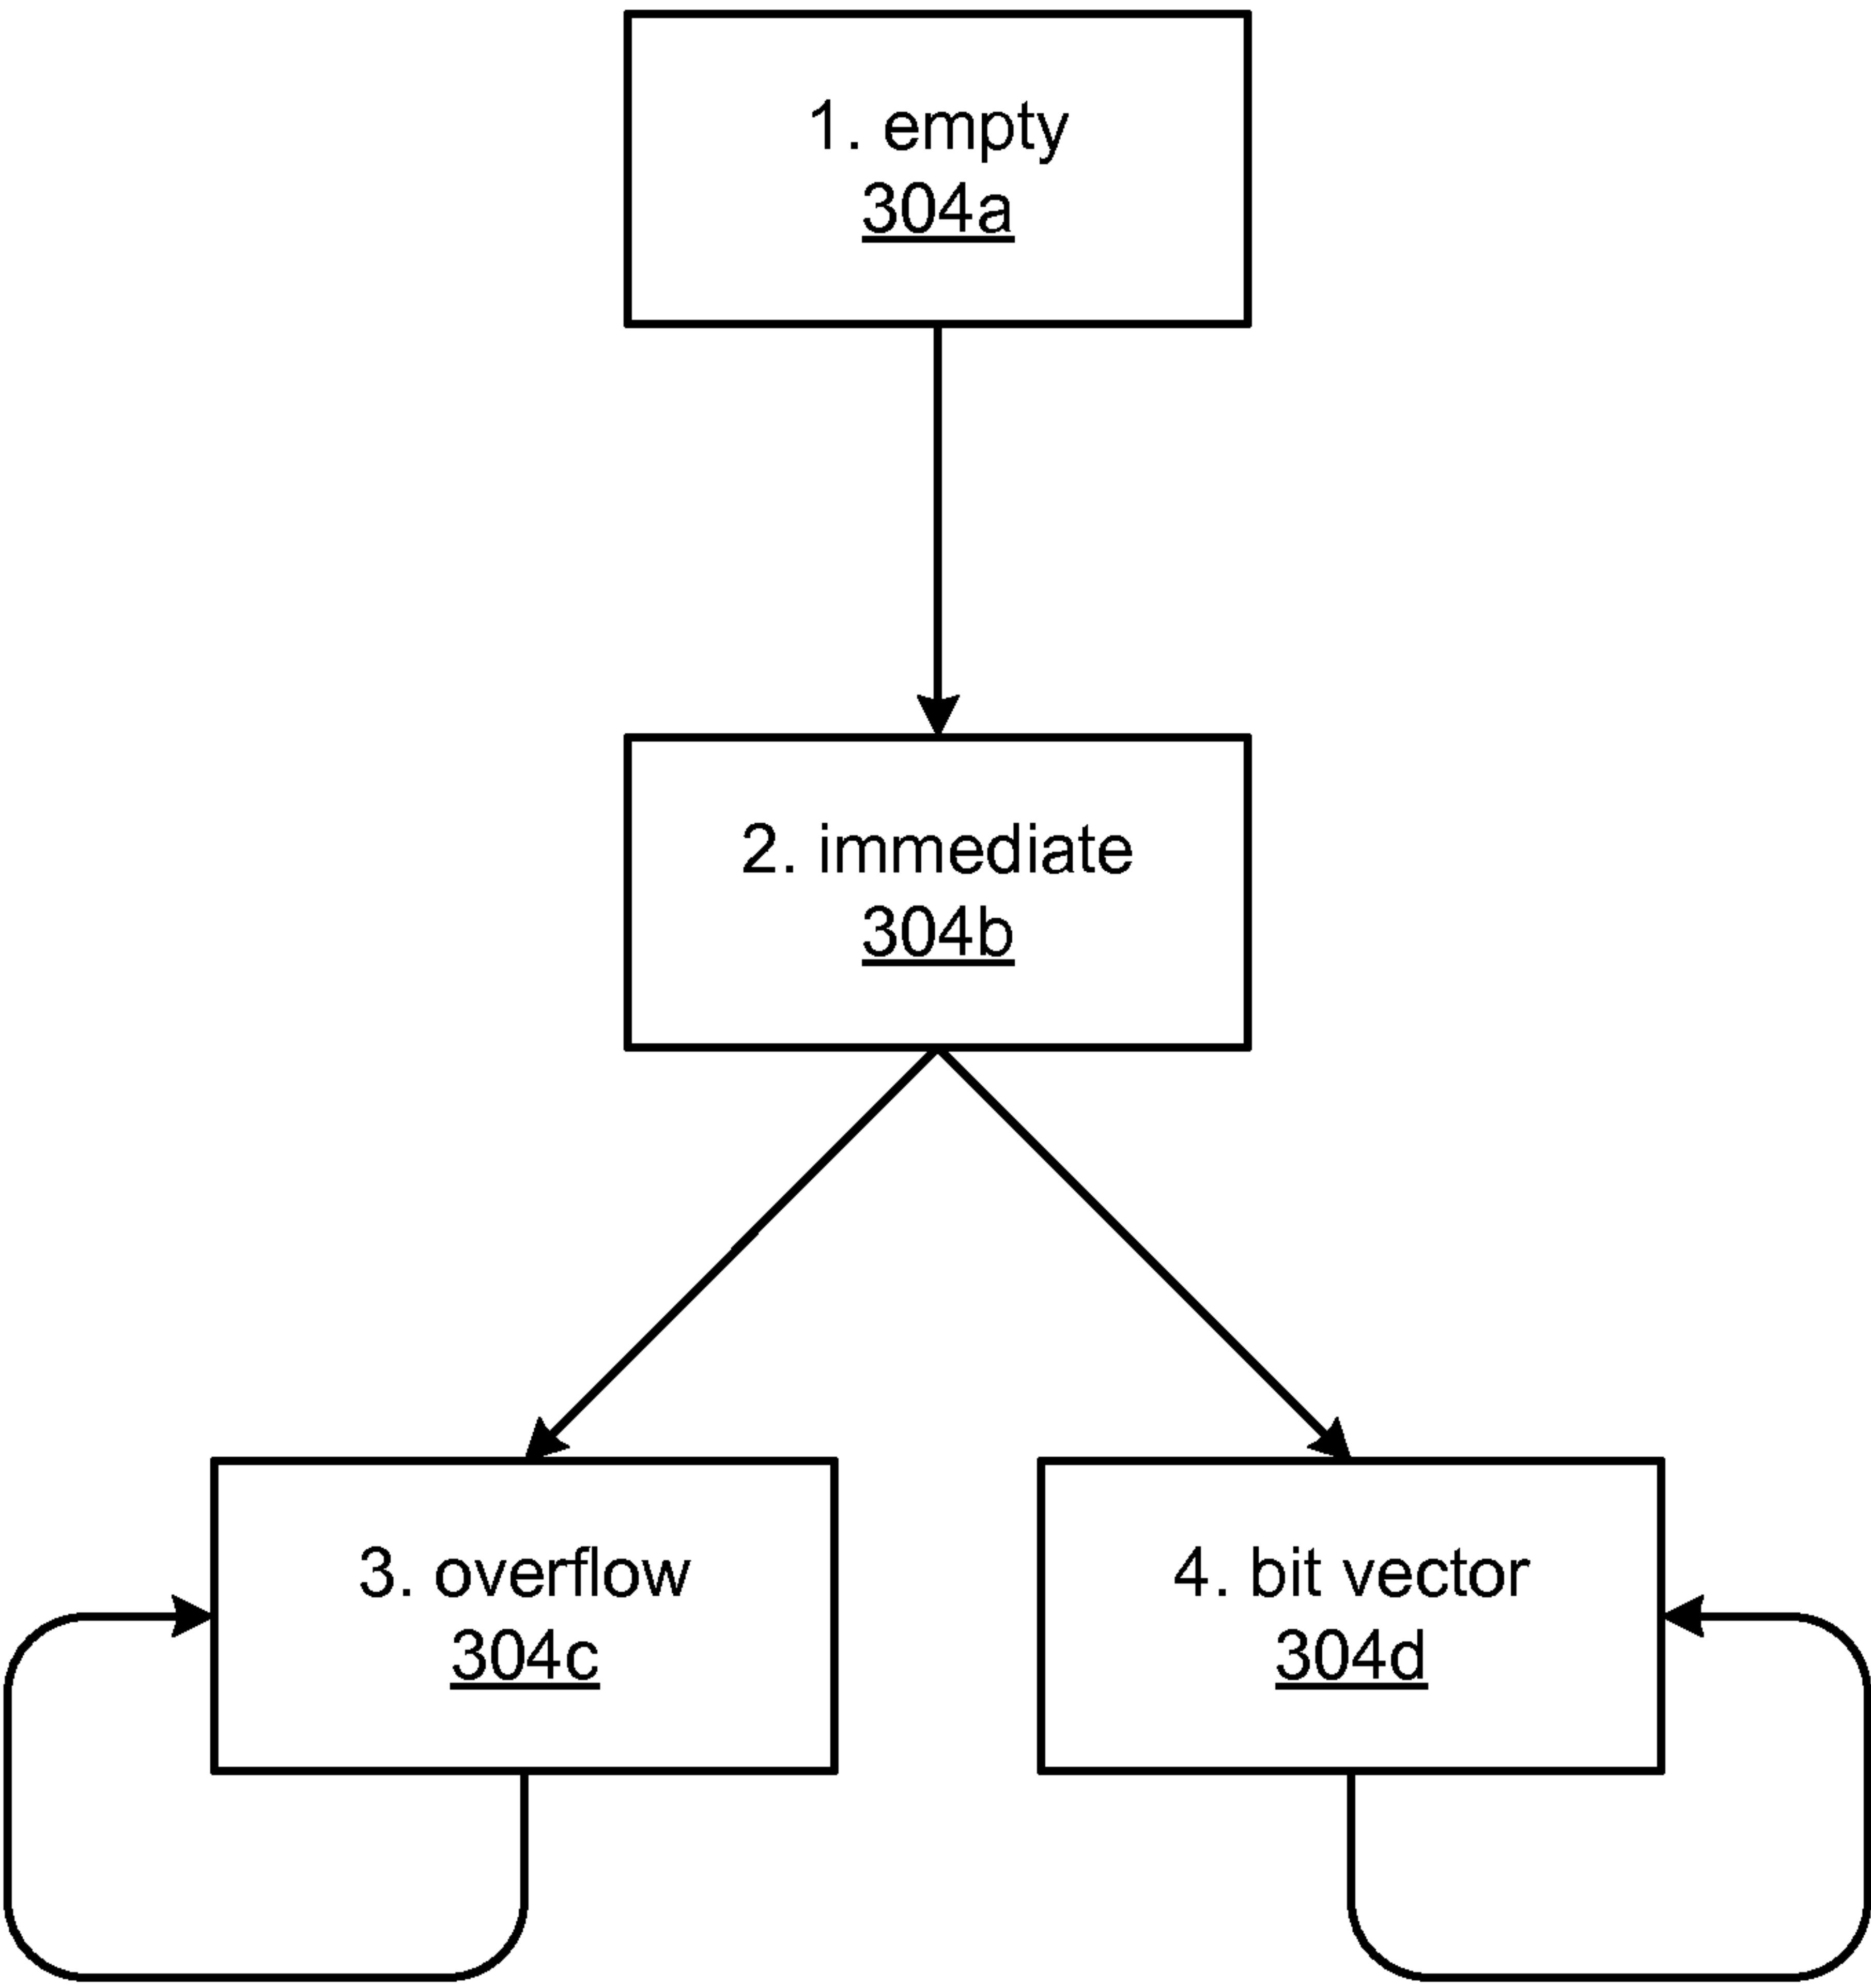 1. empty
304a
2. immediate
304b
3. overflow
304c
4. bit vector
304d